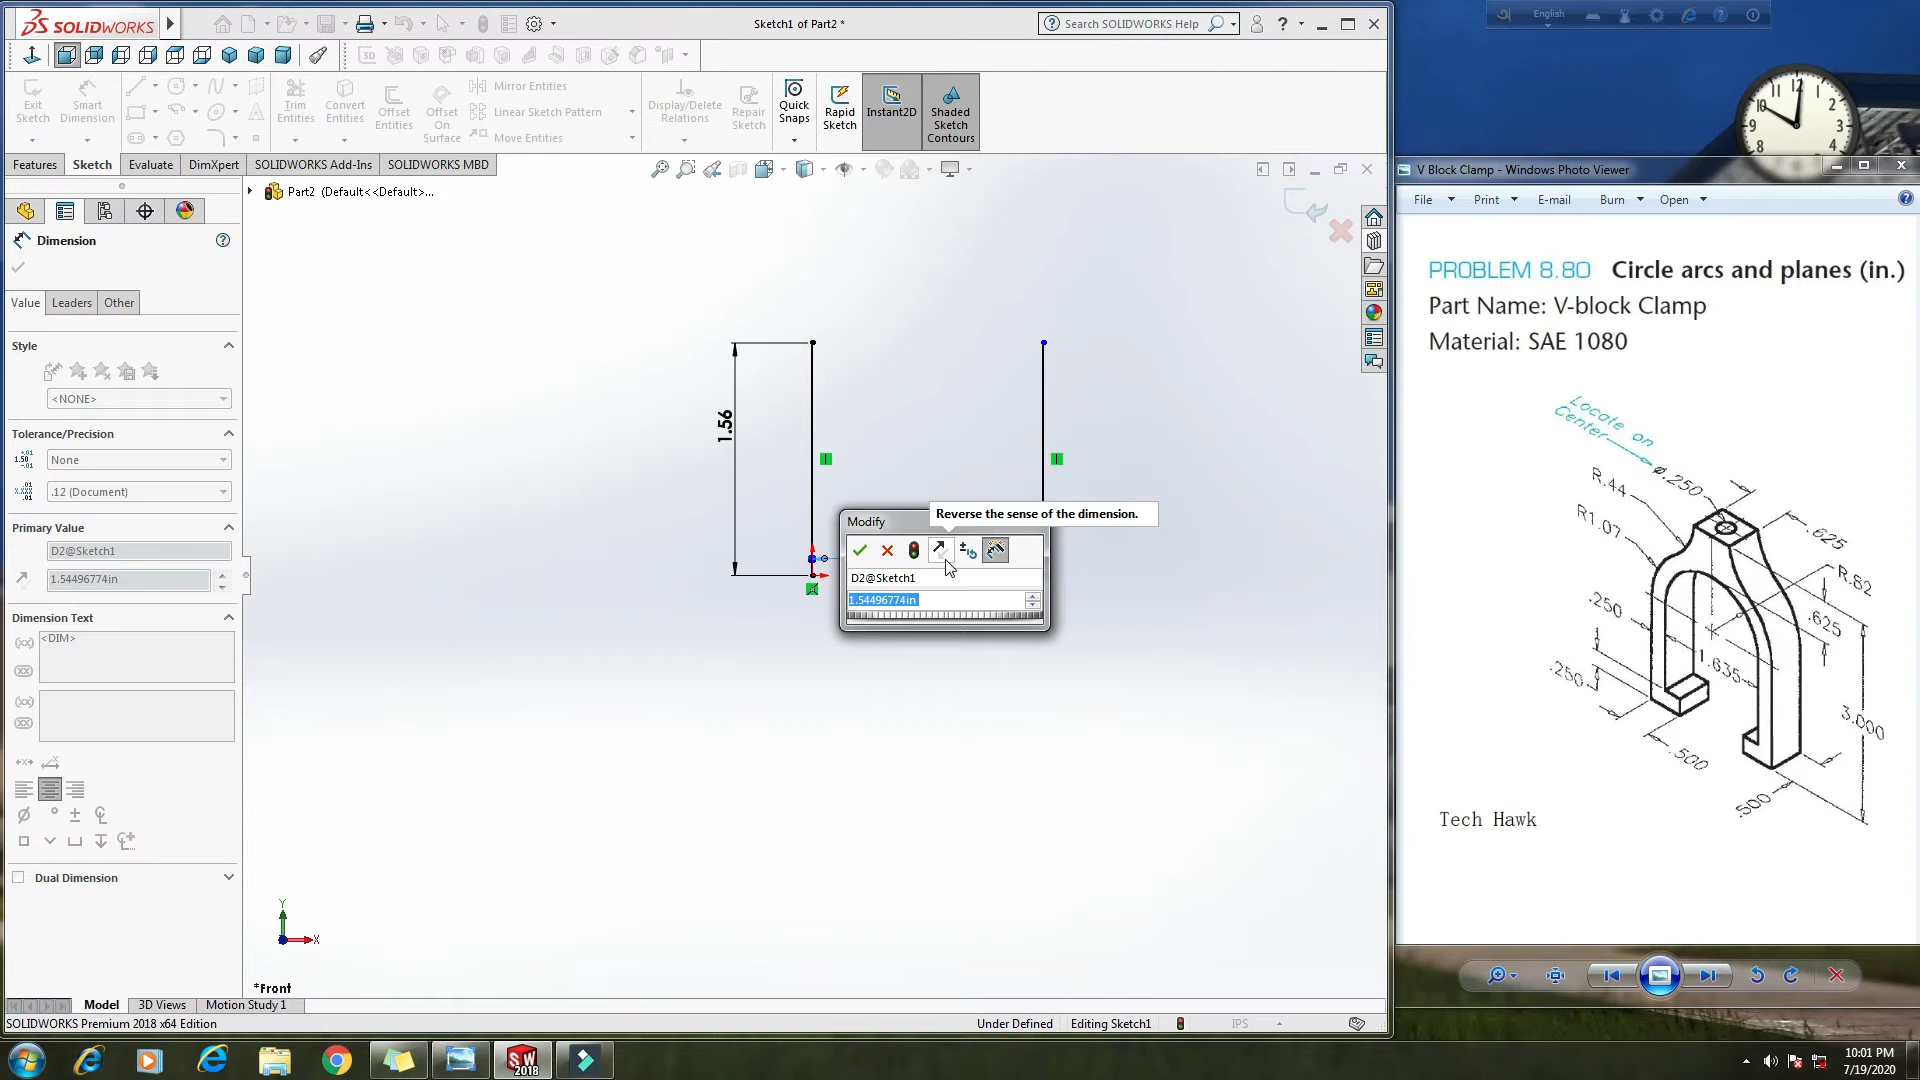 SOLIDWORKS
Sketch1 of Part2 *
Search SOLIDWORKS Help
English
Exit Sketch
Smart Dimension
Trim Entities
Convert Entities
Offset Entities
Offset On Surface
Mirror Entities
Linear Sketch Pattern
Move Entities
Display/Delete Relations
Repair Sketch
Quick Snaps
Rapid Sketch
Instant2D
Shaded Sketch Contours
Features
Sketch
Evaluate
DimXpert
SOLIDWORKS Add-Ins
SOLIDWORKS MBD
Part2 (Default<<Default>...
Dimension
Value
Leaders
Other
Style
<NONE>
Tolerance/Precision
None
.12 (Document)
Primary Value
D2@Sketch1
1.54496774in
Dimension Text
<DIM>
Dual Dimension
1.56
Reverse the sense of the dimension.
Modify
D2@Sketch1
1.54496774in
Y
X
*Front
Model
3D Views
Motion Study 1
SOLIDWORKS Premium 2018 x64 Edition
Under Defined
Editing Sketch1
IPS
V Block Clamp - Windows Photo Viewer
File
Print
E-mail
Burn
Open
PROBLEM 8.80 Circle arcs and planes (in.)
Part Name: V-block Clamp
Material: SAE 1080
Locate on
Center
Ø.250
R.44
R1.07
.625
R.82
.250
.625
1.635
.250
3.000
.500
.500
Tech Hawk
SW
2018
10:01 PM
7/19/2020